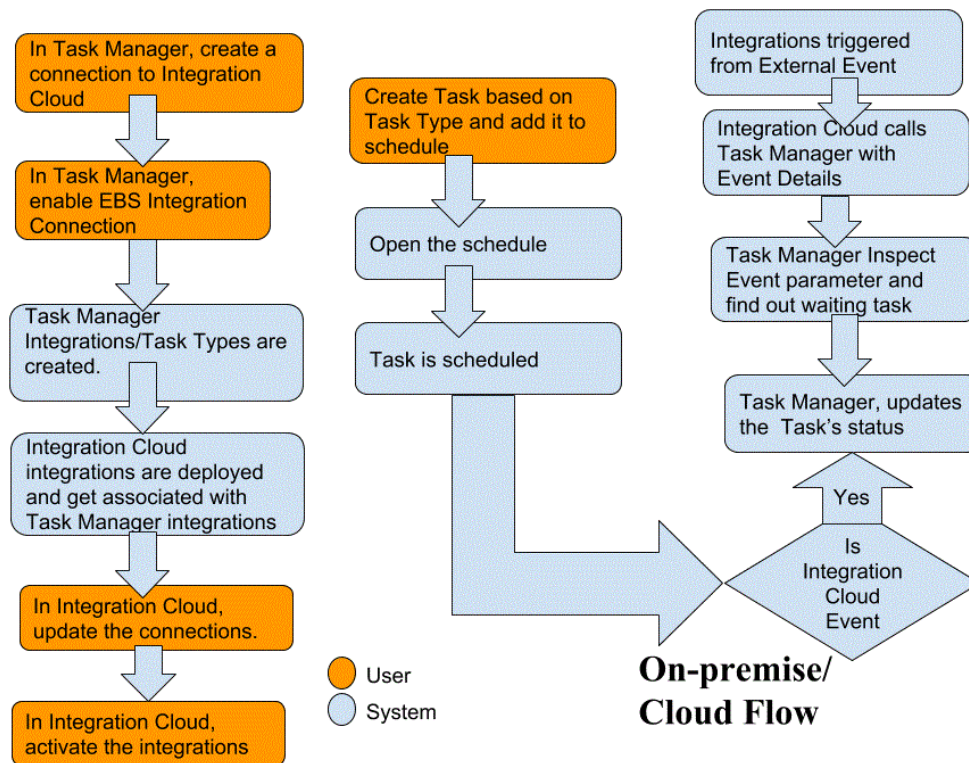 In Task Manager, create a
connection to Integration
Cloud
In Task Manager,
enable EBS Integration
Connection
Task Manager
Integrations/Task Types are
created.
Integration Cloud
integrations are deployed
and get associated with
Task Manager integrations
In Integration Cloud,
update the connections.
In Integration Cloud,
activate the integrations
Create Task based on
Task Type and add it to
schedule
Open the schedule
Task is scheduled
User
System
Integrations triggered
from External Event
Integration Cloud calls
Task Manager with
Event Details
Task Manager Inspect
Event parameter and
find out waiting task
Task Manager, updates
the Task's status
Yes
Is
Integration
Cloud
Event
On-premise/
Cloud Flow